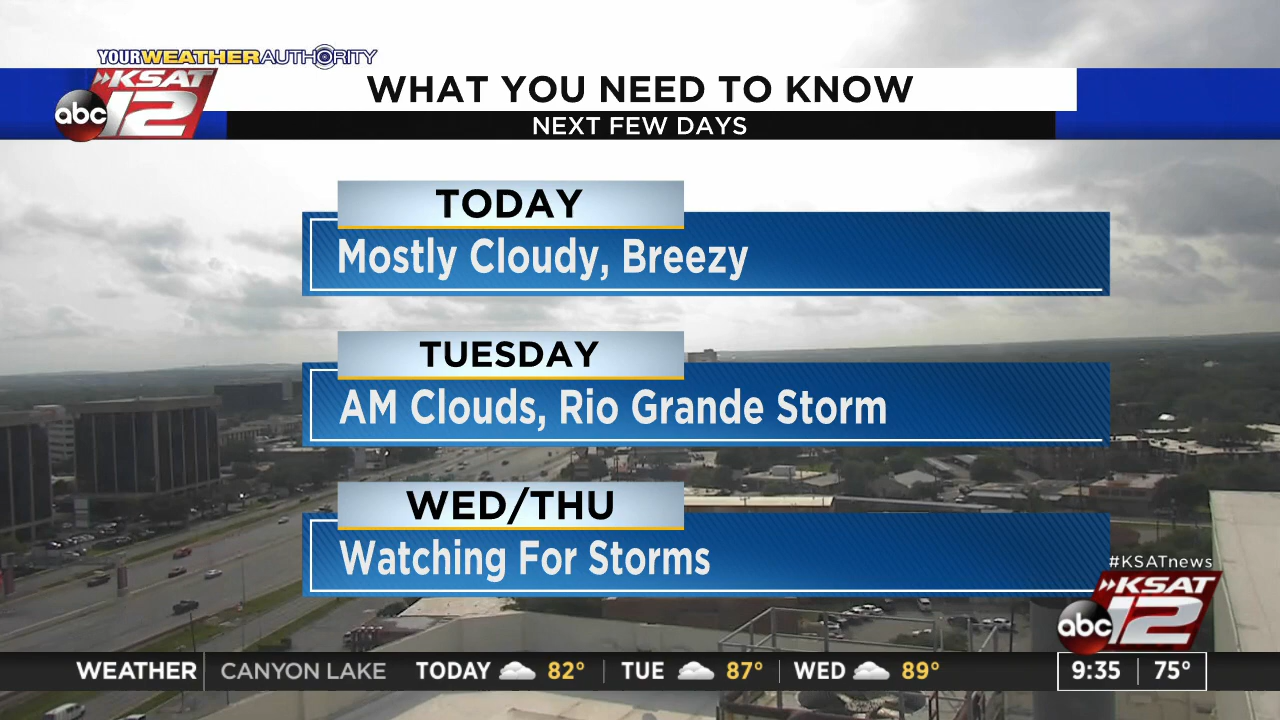 YOURWEATHERAUTHORITY
KSAT
abc 12
WHAT YOU NEED TO KNOW
NEXT FEW DAYS
TODAY
Mostly Cloudy, Breezy
TUESDAY
AM Clouds, Rio Grande Storm
WED/THU
Watching For Storms
#KSATnews
KSAT
abc 12
WEATHER CANYON LAKE TODAY 82° TUE 87° WED 89° 9:35 75°